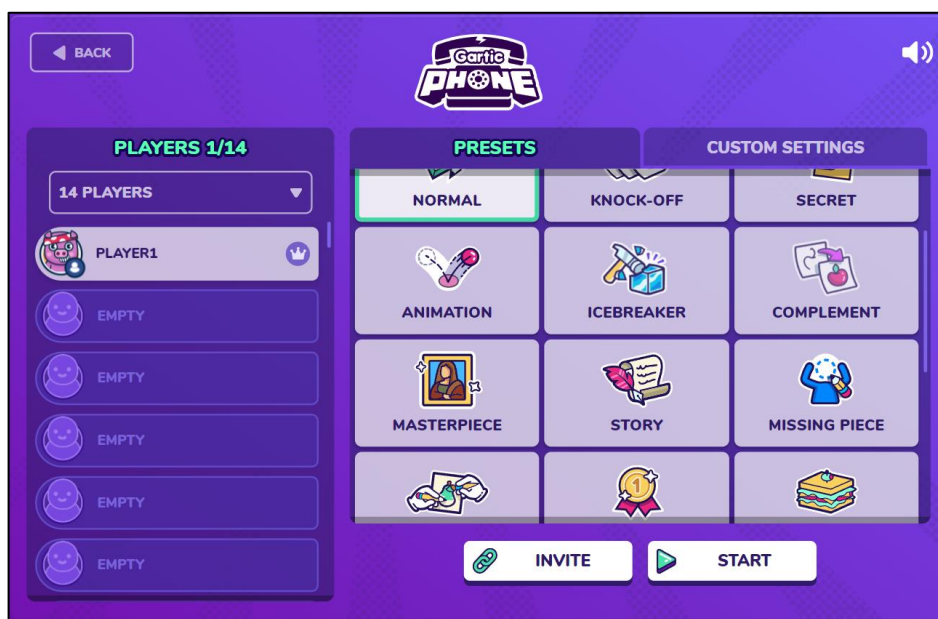 BACK
Gartic
PHONE
PLAYERS 1/14
14 PLAYERS
PLAYER1
EMPTY
EMPTY
EMPTY
EMPTY
EMPTY
PRESETS
CUSTOM SETTINGS
NORMAL
KNOCK-OFF
SECRET
ANIMATION
ICEBREAKER
COMPLEMENT
MASTERPIECE
STORY
MISSING PIECE
1
INVITE
START